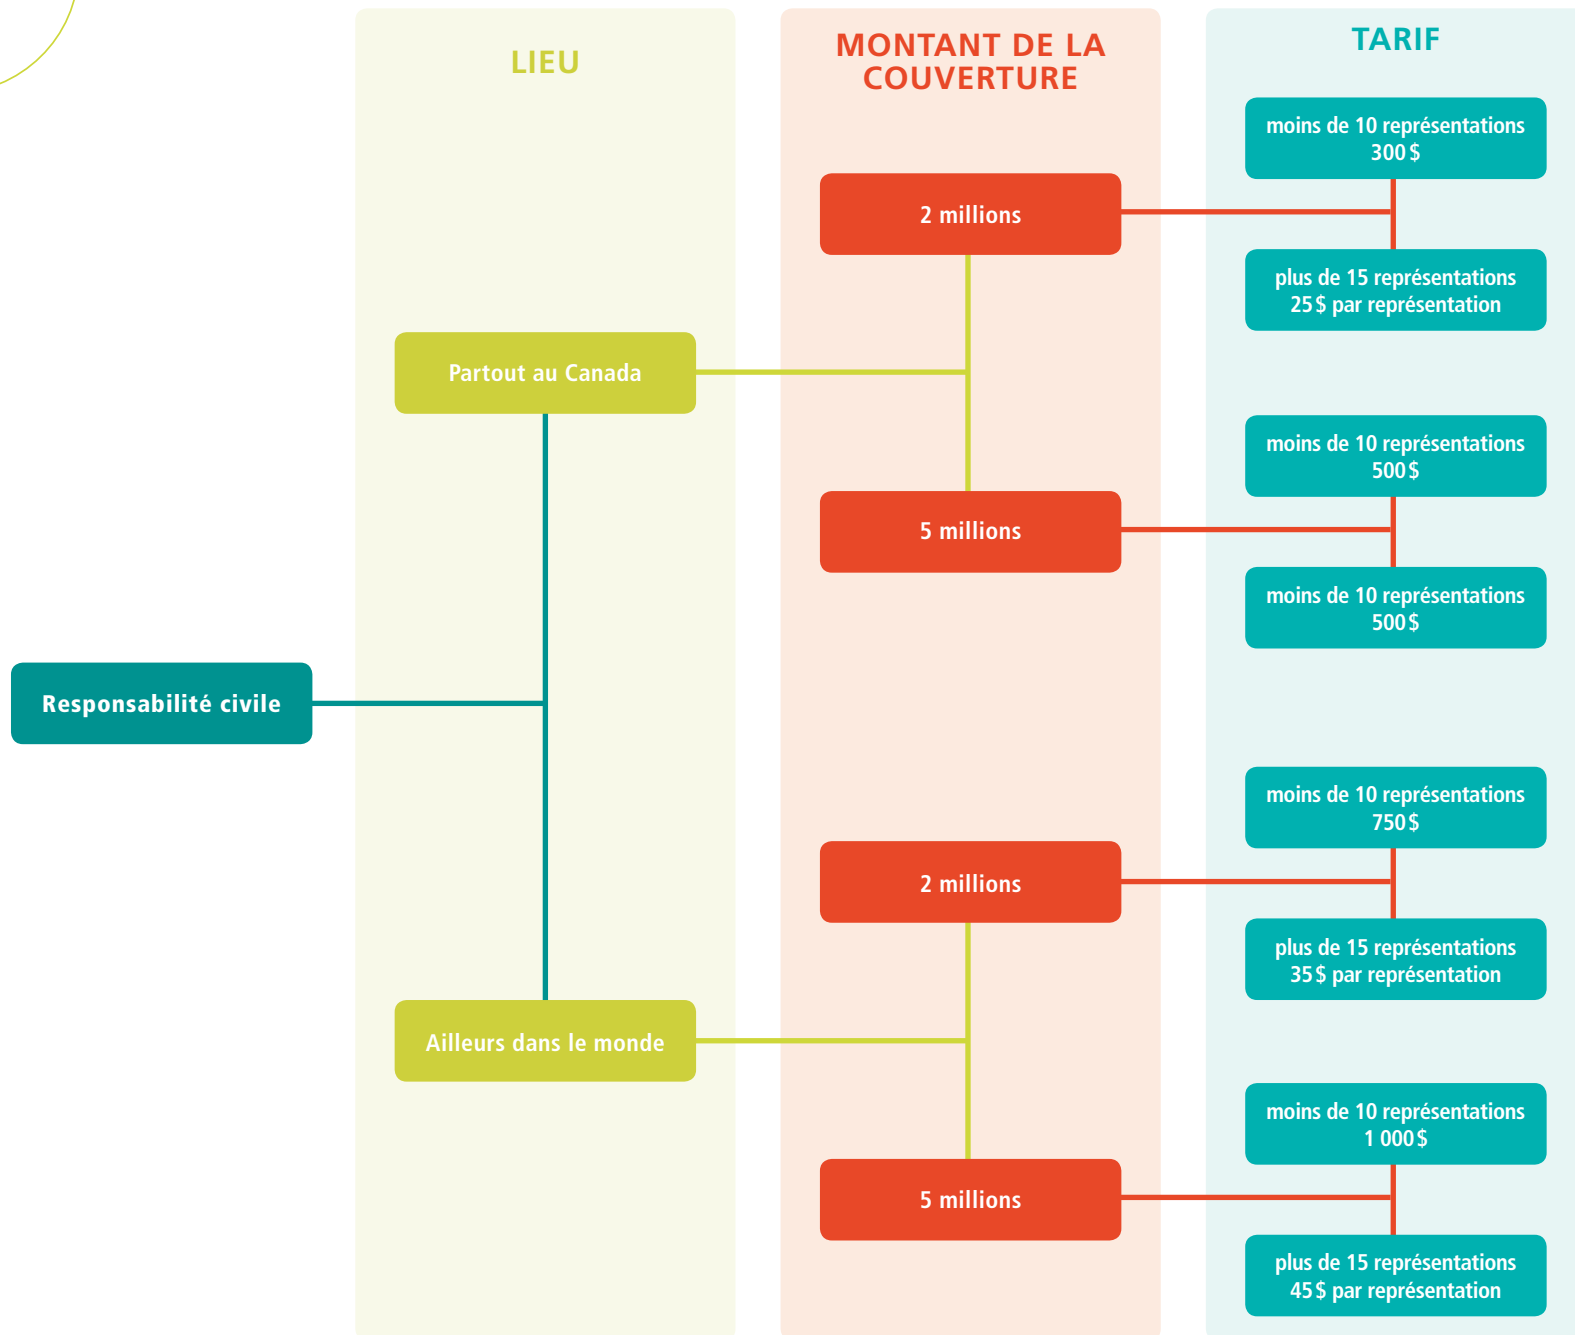 LIEU
MONTANT DE LA
COUVERTURE
TARIF
moins de 10 représentations
300 $
2 millions
plus de 15 représentations
25 $ par représentation
Partout au Canada
moins de 10 représentations
500 $
5 millions
moins de 10 représentations
500 $
Responsabilité civile
moins de 10 représentations
750 $
2 millions
plus de 15 représentations
35 $ par représentation
Ailleurs dans le monde
moins de 10 représentations
1 000 $
5 millions
plus de 15 représentations
45 $ par représentation